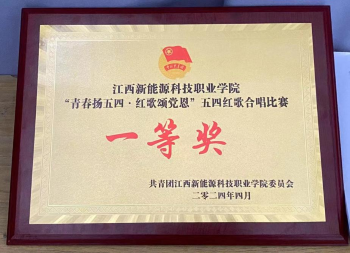 江西新能源科技职业学院
“青春扬五四·红歌颂党恩”五四红歌合唱比赛
一等奖
共青团江西新能源科技职业学院委员会
二零二四年四月